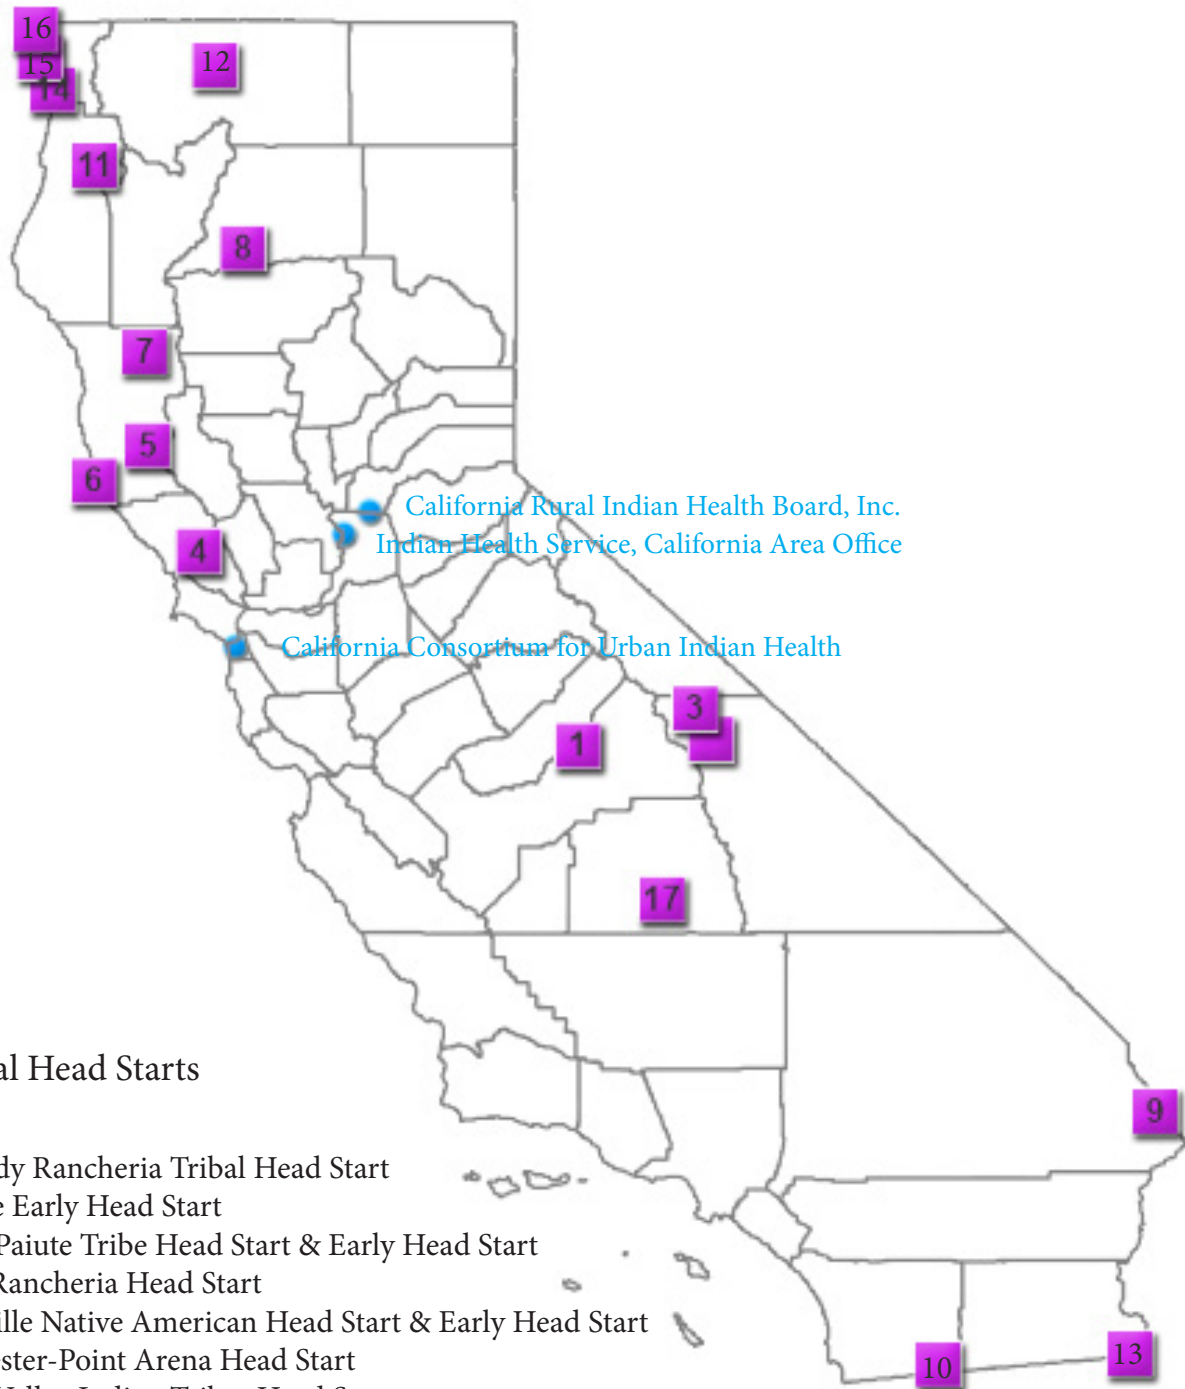 16
15
14
12
11
8
7
5
6
California Rural Indian Health Board, Inc.
4
Indian Health Service, California Area Office
California Consortium for Urban Indian Health
3
1
17
al Head Starts
9
dy Rancheria Tribal Head Start
e Early Head Start
Paiute Tribe Head Start & Early Head Start
Rancheria Head Start
ille Native American Head Start & Early Head Start
ester-Point Arena Head Start
13
10